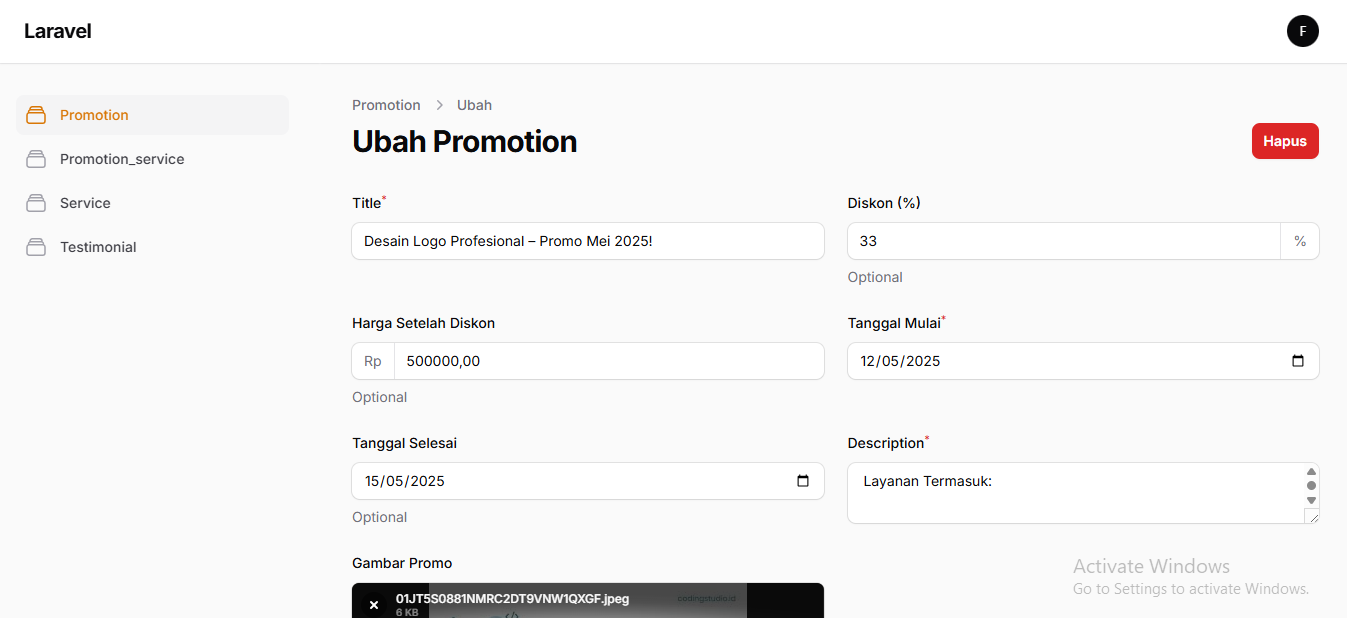 Laravel
F
Promotion
Promotion_service
Service
Testimonial
Promotion > Ubah
Ubah Promotion
Hapus
Title*
Desain Logo Profesional – Promo Mei 2025!
Diskon (%)
33 %
Optional
Harga Setelah Diskon
Rp 500000,00
Optional
Tanggal Mulai*
12/05/2025
Tanggal Selesai
15/05/2025
Optional
Description*
Layanan Termasuk:
Gambar Promo
01JT5S0881NMRC2DT9VNW1QXGF.jpeg
6 KB
codingstudio.id
Activate Windows
Go to Settings to activate Windows.